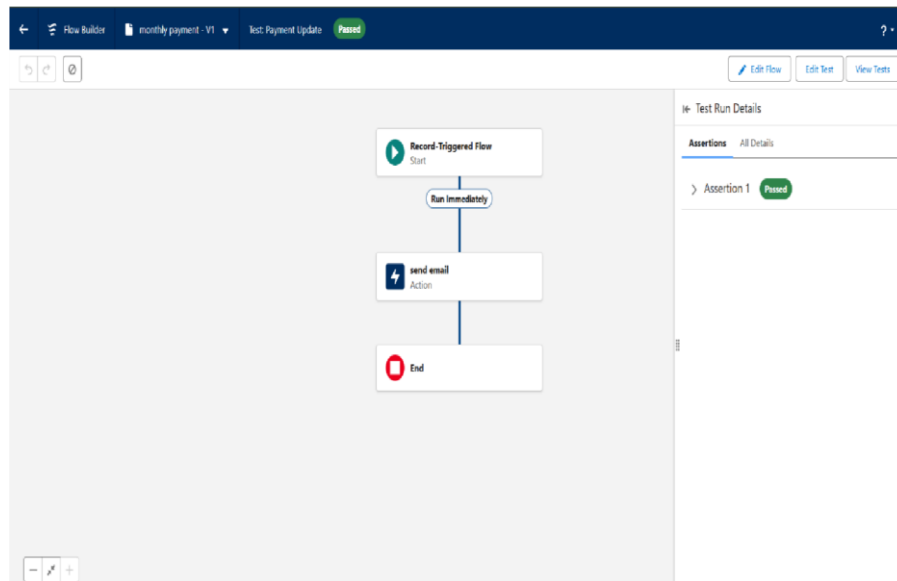 Flow Builder monthly payment - V1 Test: Payment Update Passed ?
Edit Flow Edit Test View Tests
Test Run Details
Assertions All Details
Assertion 1 Passed
Record-Triggered Flow
Start
Run Immediately
send email
Action
End